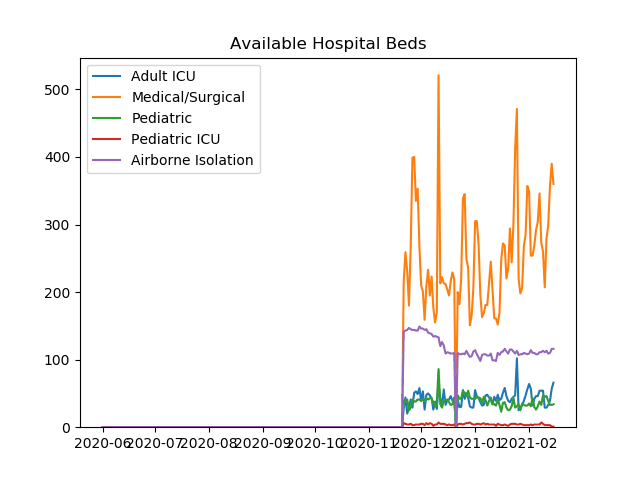 Available Hospital Beds
Adult ICU
Medical/Surgical
Pediatric
Pediatric ICU
Airborne Isolation
500
400
300
200
100
0
2020-06 2020-07 2020-08 2020-09 2020-10 2020-11 2020-12 2021-01 2021-02